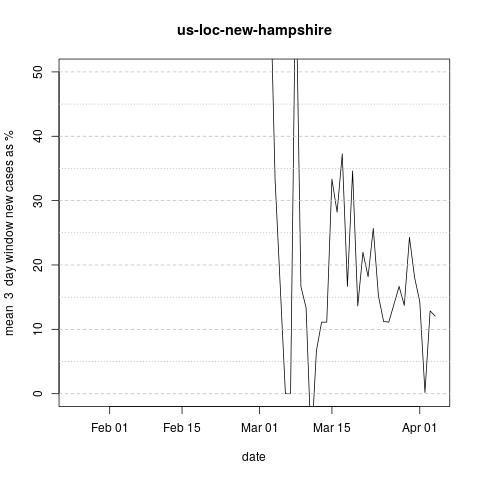 us-loc-new-hampshire
mean 3 day window new cases as %
50
40
30
20
10
0
Feb 01 Feb 15 Mar 01 Mar 15 Apr 01
date